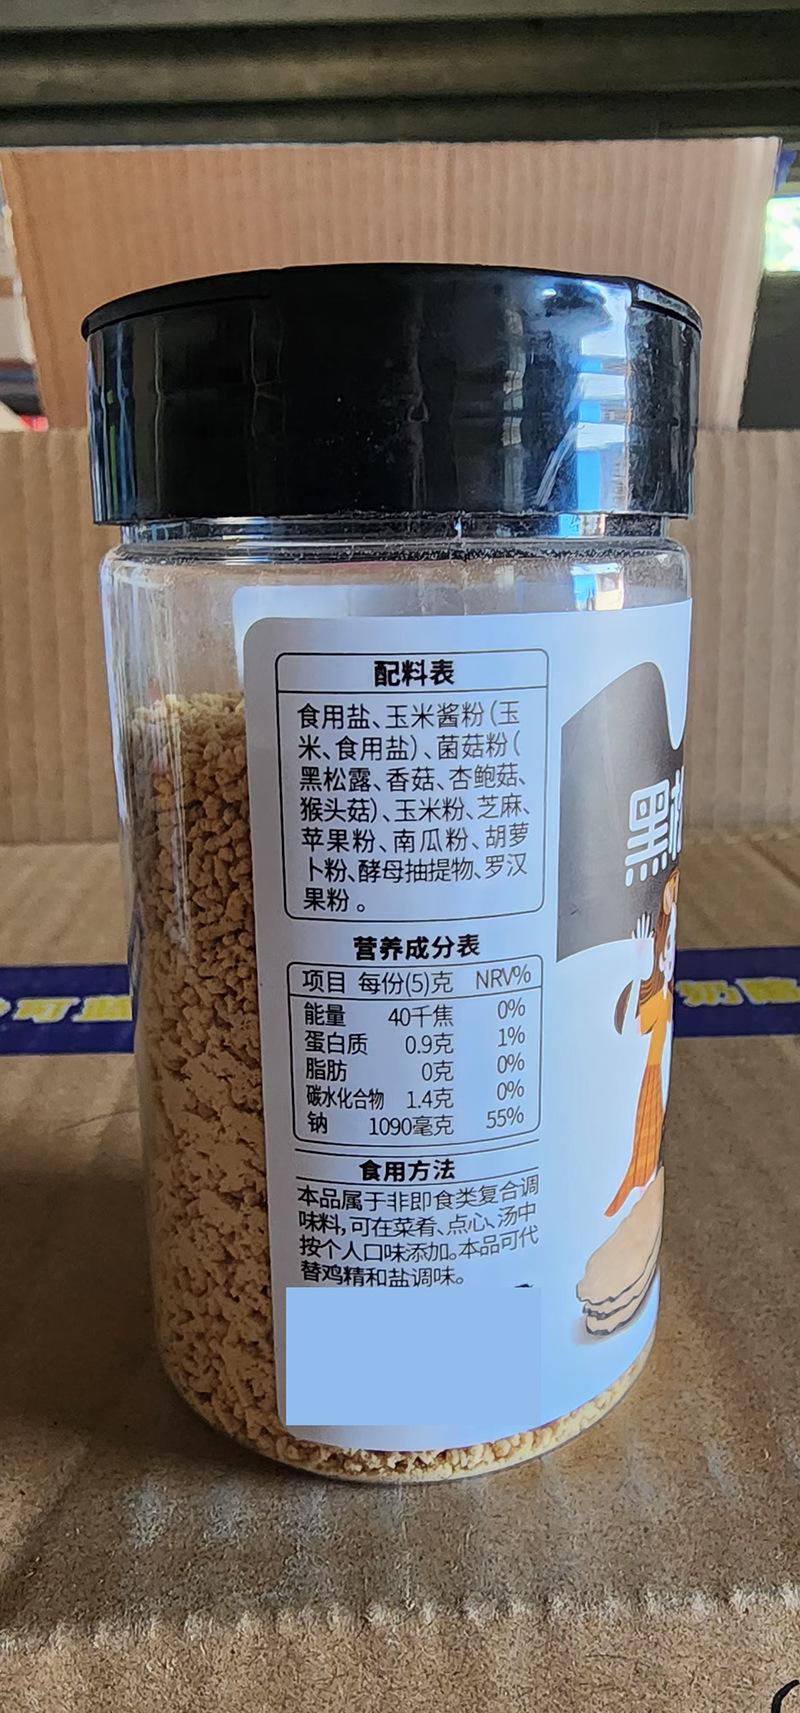 配料表
食用盐、玉米酱粉(玉
米、食用盐)、菌菇粉(
黑松露、香菇、杏鲍菇、
猴头菇)、玉米粉、芝麻、
苹果粉、南瓜粉、胡萝
卜粉、酵母抽提物、罗汉
果粉。
营养成分表
项目 每份(5)克 NRV%
能量 40千焦 0%
蛋白质 0.9克 1%
脂肪 0克 0%
碳水化合物 1.4克 0%
钠 1090毫克 55%
食用方法
本品属于非即食类复合调
味料,可在菜肴、点心、汤中
按个人口味添加。本品可代
替鸡精和盐调味。
黑